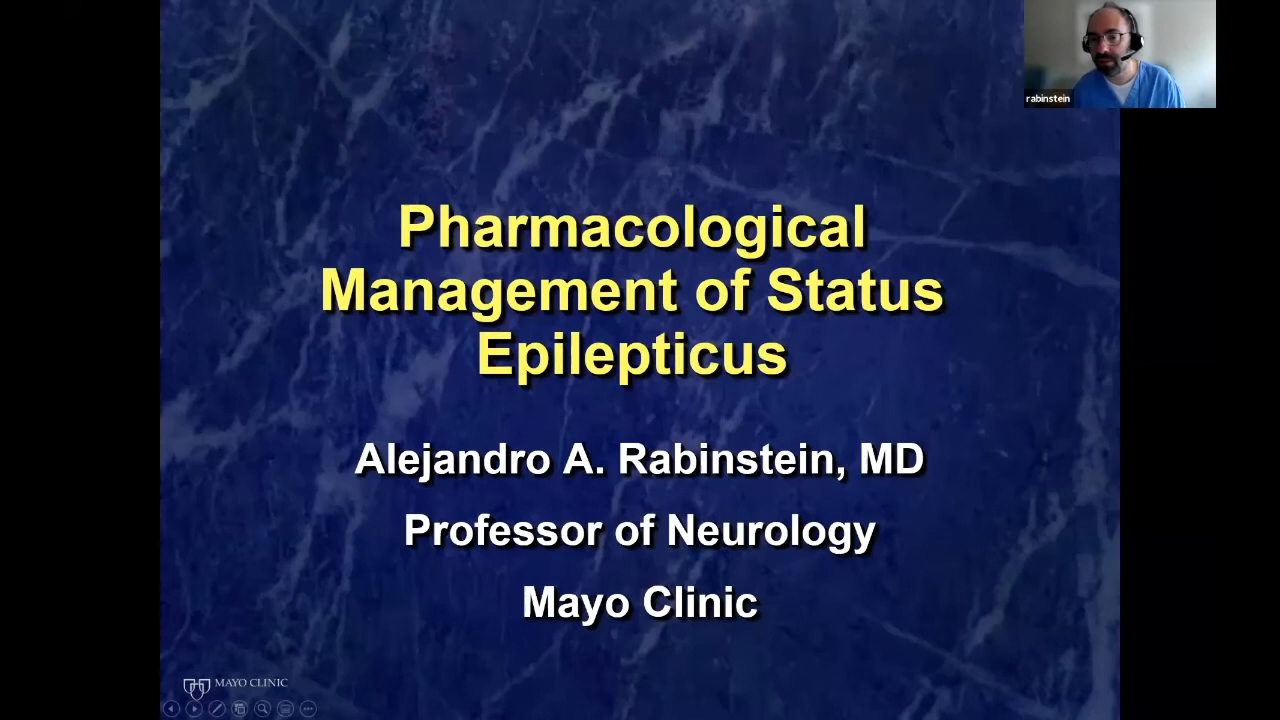 rabinstein
Pharmacological
Management of Status
Epilepticus
Alejandro A. Rabinstein, MD
Professor of Neurology
Mayo Clinic
MAYO CLINIC